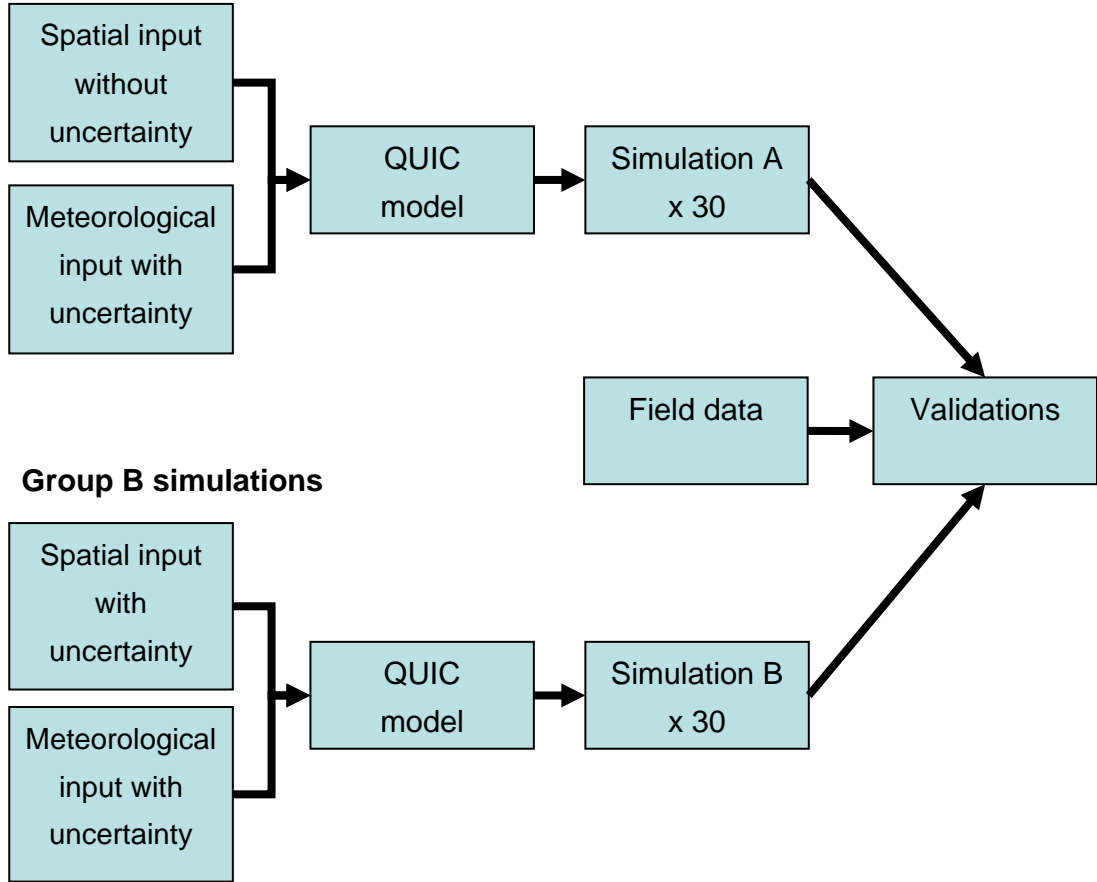 Spatial input
without
uncertainty
Meteorological
input with
uncertainty
QUIC
model
Simulation A
x 30
Field data
Validations
Group B simulations
Spatial input
with
uncertainty
Meteorological
input with
uncertainty
QUIC
model
Simulation B
x 30